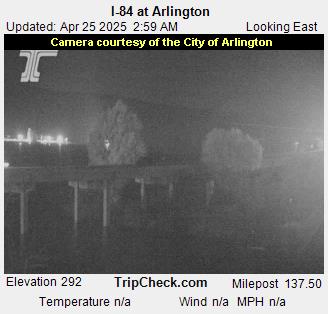 I-84 at Arlington
Updated: Apr 25 2025 2:59 AM Looking East
Camera courtesy of the City of Arlington
Elevation 292 TripCheck.com Milepost 137.50
Temperature n/a Wind n/a MPH n/a